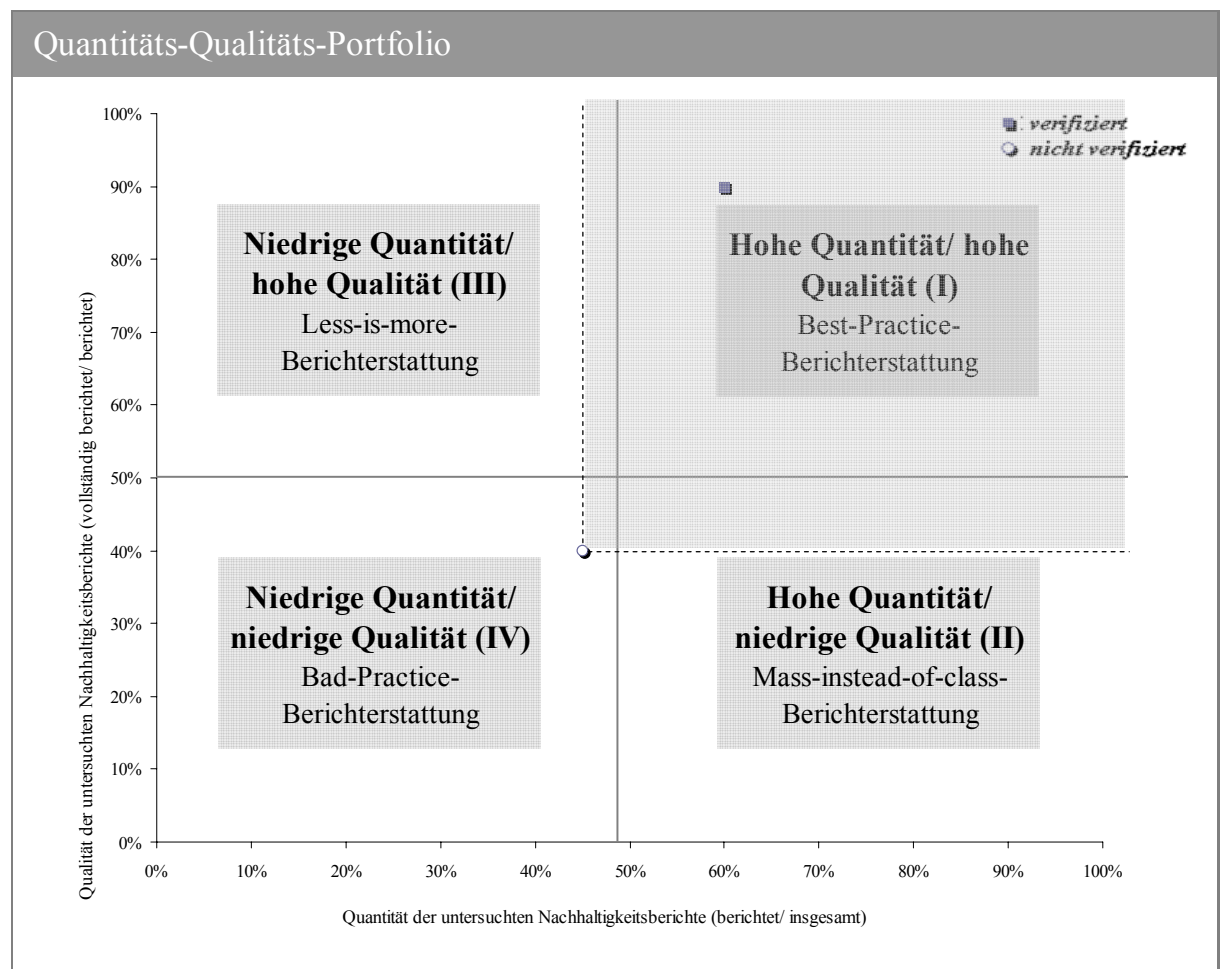 Quantitäts-Qualitäts-Portfolio
100%
90%
80%
70%
60%
50%
40%
30%
20%
10%
0%
Qualität der untersuchten Nachhaltigkeitsberichte (vollständig berichtet/ berichtet)
: verifiziert
nicht verifiziert
Niedrige Quantität/
hohe Qualität (III)
Less-is-more-
Berichterstattung
Hohe Quantität/ hohe
Qualität (I)
Best-Practice-
Berichterstattung
Niedrige Quantität/
niedrige Qualität (IV)
Bad-Practice-
Berichterstattung
Hohe Quantität/
niedrige Qualität (II)
Mass-instead-of-class-
Berichterstattung
0% 10% 20% 30% 40% 50% 60% 70% 80% 90% 100%
Quantität der untersuchten Nachhaltigkeitsberichte (berichtet/ insgesamt)